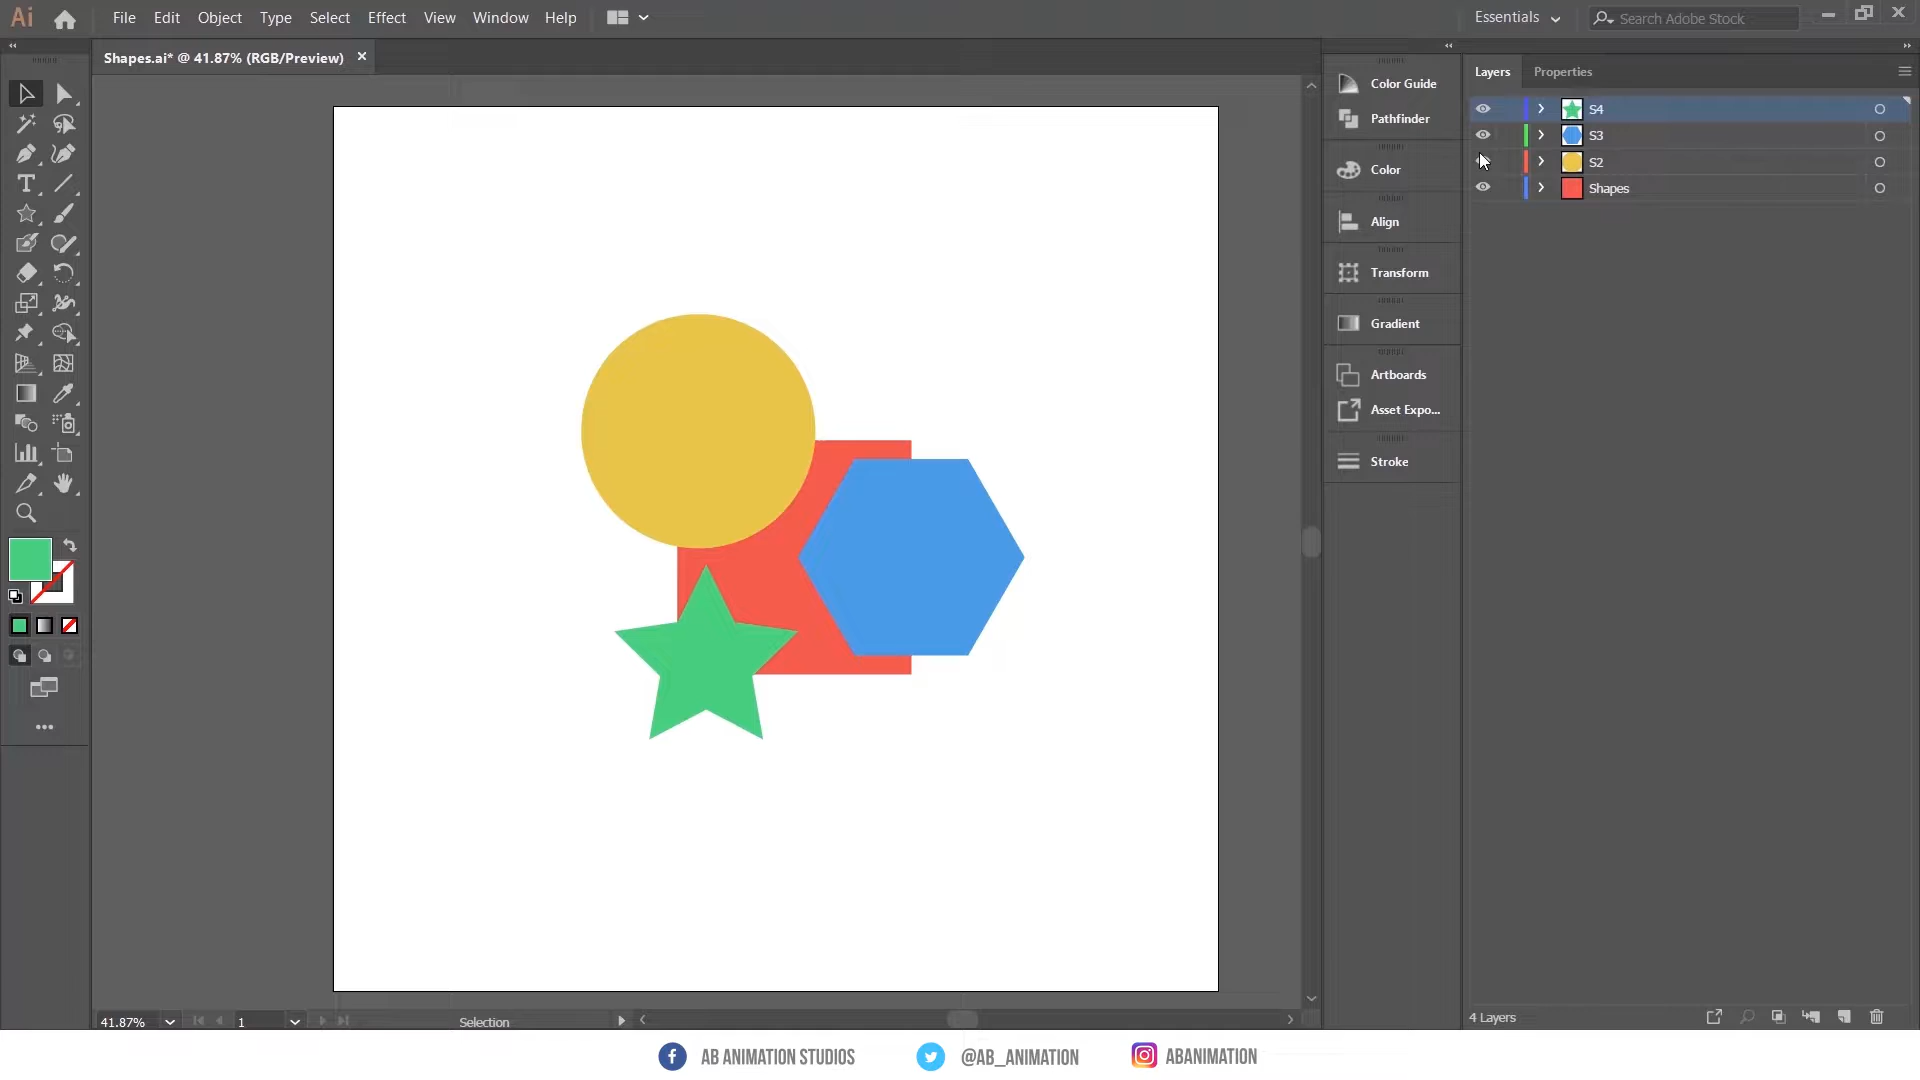 Ai File Edit Object Type Select Effect View Window Help Essentials Search Adobe Stock
Shapes.ai* @ 41.87% (RGB/Preview)
Color Guide
Pathfinder
Color
Align
Transform
Gradient
Artboards
Asset Expo...
Stroke
Layers Properties
S4
S3
S2
Shapes
4 Layers
41.87% 1 Selection
AB ANIMATION STUDIOS @AB_ANIMATION ABANIMATION